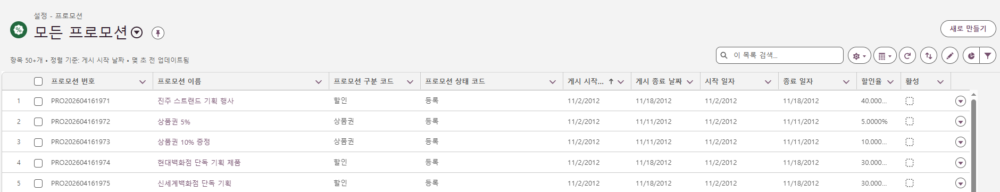 설정 - 프로모션
모든 프로모션
새로 만들기
항목 50+개 • 정렬 기준: 게시 시작 날짜 • 몇 초 전 업데이트됨
이 목록 검색...
프로모션 번호 프로모션 이름 프로모션 구분 코드 프로모션 상태 코드 게시 시작... 게시 종료 날짜 시작 일자 종료 일자 할인율 활성
1 PRO202604161971 진주 스트랜드 기획 행사 할인 등록 11/2/2012 11/18/2012 11/2/2012 11/18/2012 40.000...
2 PRO202604161972 상품권 5% 상품권 등록 11/2/2012 11/11/2012 11/2/2012 11/11/2012 5.0000%
3 PRO202604161973 상품권 10% 증정 상품권 등록 11/2/2012 11/11/2012 11/2/2012 11/11/2012 10.000...
4 PRO202604161974 현대백화점 단독 기획 제품 할인 등록 11/2/2012 11/18/2012 11/2/2012 11/18/2012 30.000...
5 PRO202604161975 신세계백화점 단독 기획 할인 등록 11/2/2012 11/18/2012 11/2/2012 11/18/2012 30.000...